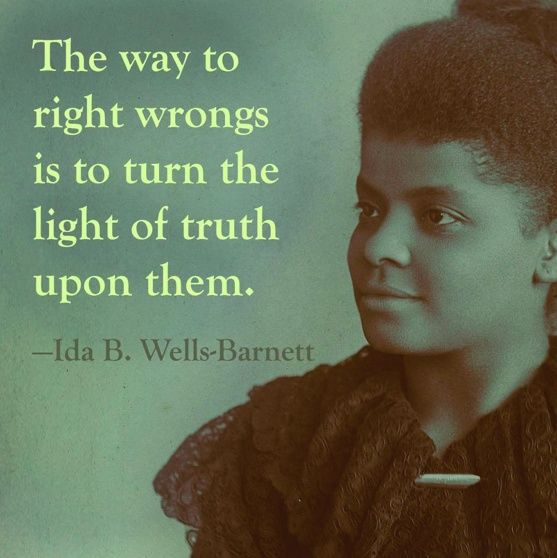 The way to
right wrongs
is to turn the
light of truth
upon them.
—Ida B. Wells-Barnett